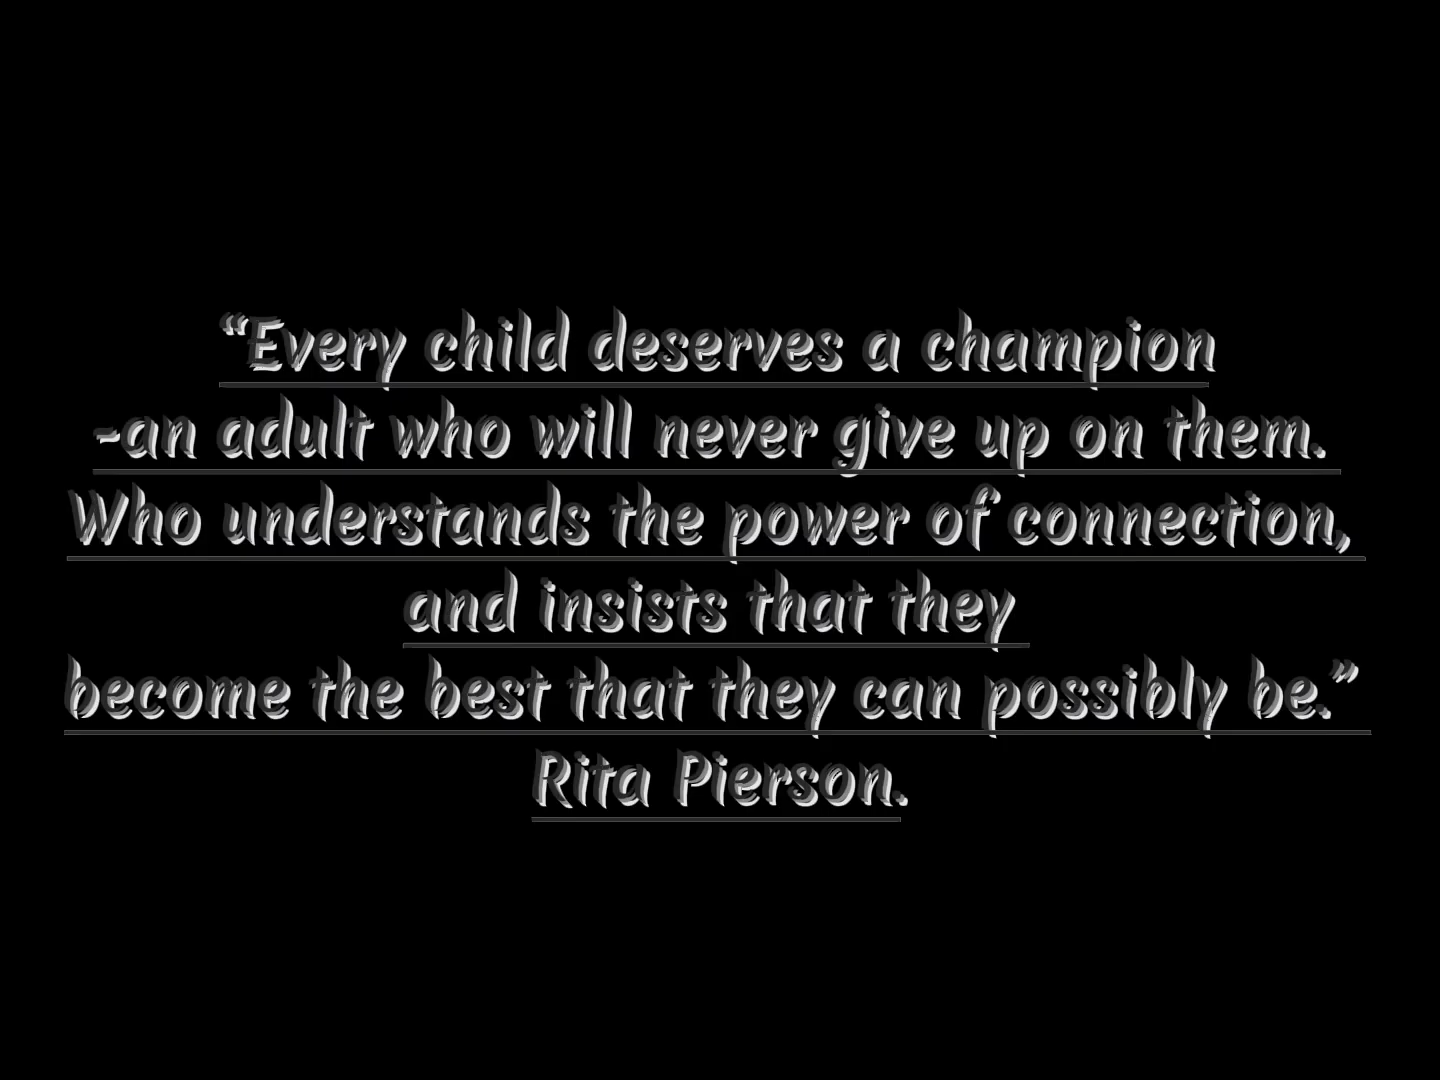 “Every child deserves a champion
-an adult who will never give up on them.
Who understands the power of connection,
and insists that they
become the best that they can possibly be.”
Rita Pierson.